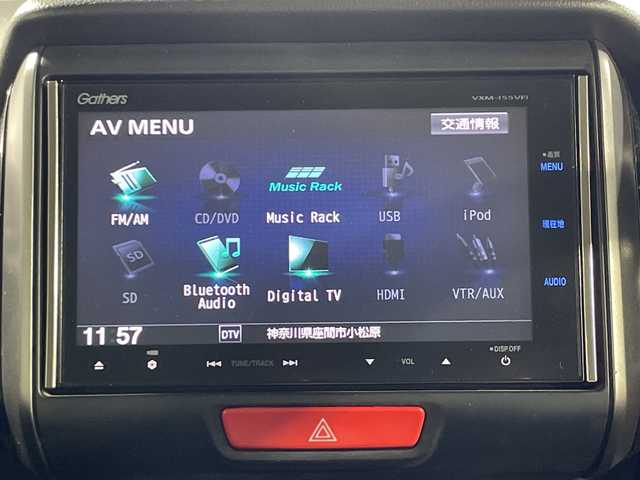 Gathers
VXM-155VFi
AV MENU
交通情報
●画質
MENU
FM/AM
CD/DVD
Music Rack
Music Rack
USB
iPod
現在地
SD
SD
Bluetooth Audio
Digital TV
HDMI
VTR/AUX
AUDIO
11:57
DTV
神奈川県座間市小松原
●DISP.OFF
TUNE/TRACK
VOL